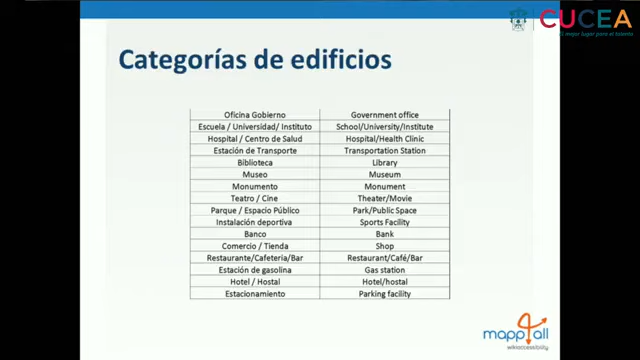 CUCEA
El mejor lugar para el talento
Categorías de edificios
Oficina Gobierno Government office
Escuela / Universidad/ Instituto School/University/Institute
Hospital / Centro de Salud Hospital/Health Clinic
Estación de Transporte Transportation Station
Biblioteca Library
Museo Museum
Monumento Monument
Teatro / Cine Theater/Movie
Parque / Espacio Público Park/Public Space
Instalación deportiva Sports Facility
Banco Bank
Comercio / Tienda Shop
Restaurante/Cafeteria/Bar Restaurant/Café/Bar
Estación de gasolina Gas station
Hotel / Hostal Hotel/hostal
Estacionamiento Parking facility
mapp4all
wikiaccessibility